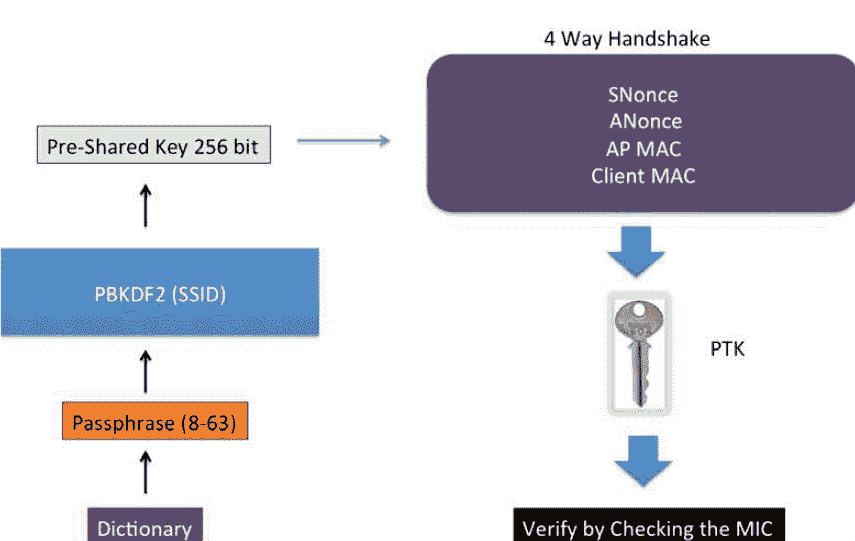 4 Way Handshake
SNonce
ANonce
AP MAC
Client MAC
Pre-Shared Key 256 bit
PBKDF2 (SSID)
PTK
Passphrase (8-63)
Dictionary
Verify by Checking the MIC